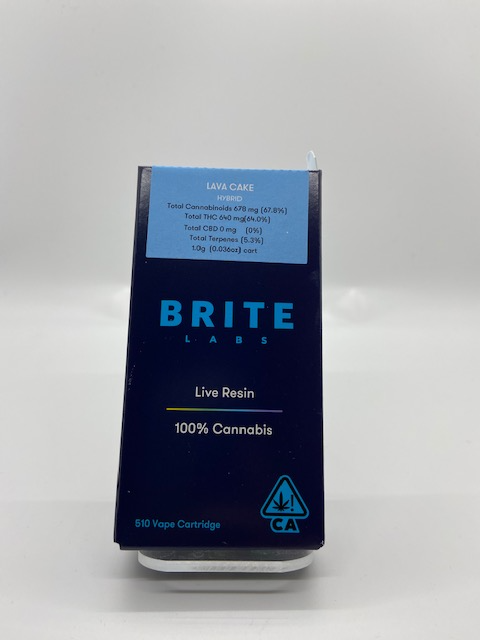 LAVA CAKE
HYBRID
Total Cannabinoids 678 mg (67.8%)
Total THC 640 mg(64.0%)
Total CBD 0 mg (0%)
Total Terpenes (5.3%)
1.0g (0.036oz) cart
BRITE
LABS
Live Resin
100% Cannabis
510 Vape Cartridge
!
CA